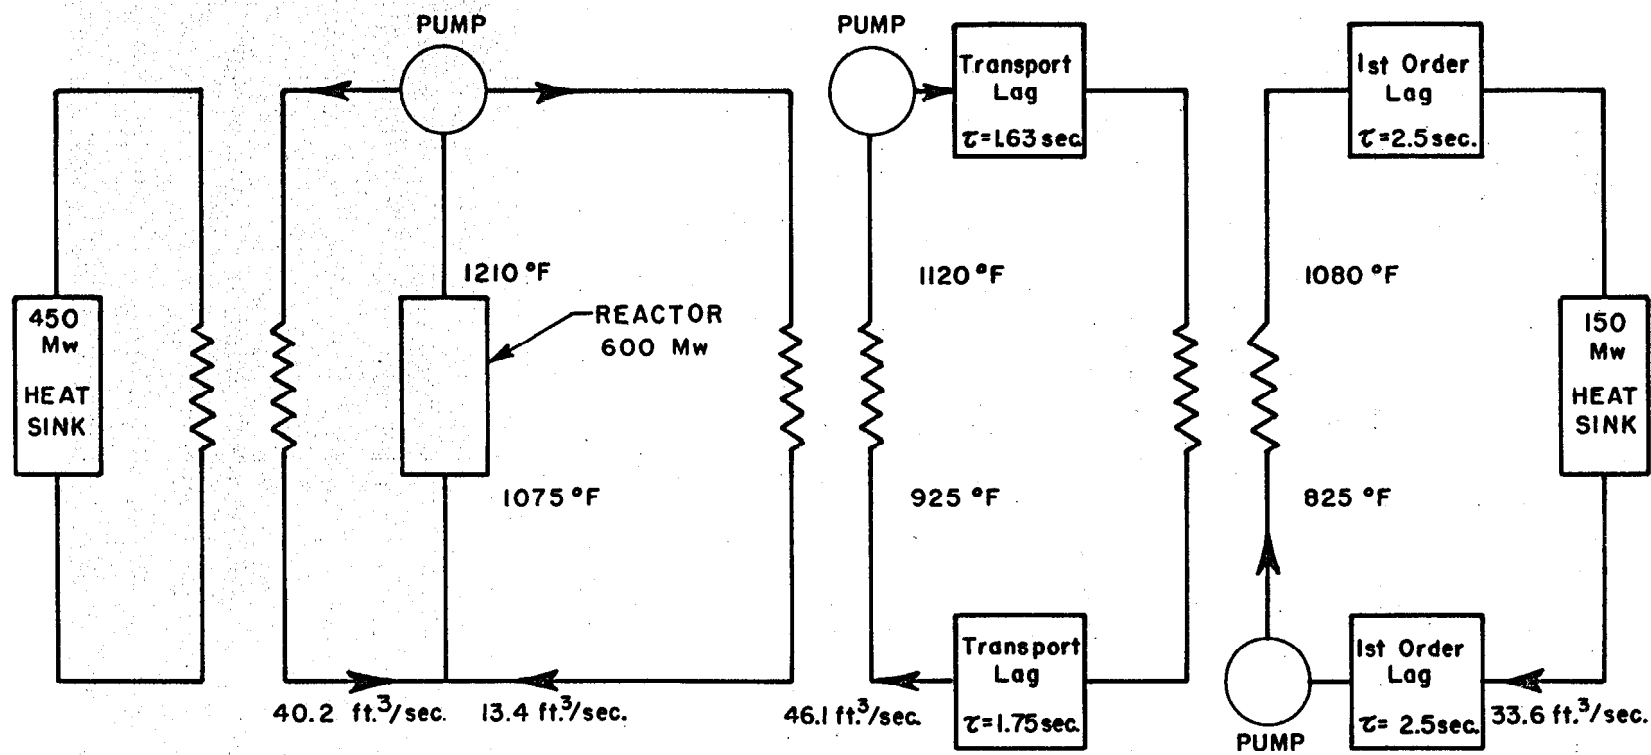 PUMP
PUMP
Transport
Lag
τ=1.63 sec.
1st Order
Lag
τ=2.5 sec.
1210 °F
1120 °F
1080 °F
450
Mw
HEAT
SINK
REACTOR
600 Mw
150
Mw
HEAT
SINK
1075 °F
925 °F
825 °F
Transport
Lag
τ=1.75 sec.
1st Order
Lag
τ= 2.5 sec.
40.2 ft.³/sec.
13.4 ft.³/sec.
46.1 ft.³/sec.
33.6 ft.³/sec.
PUMP